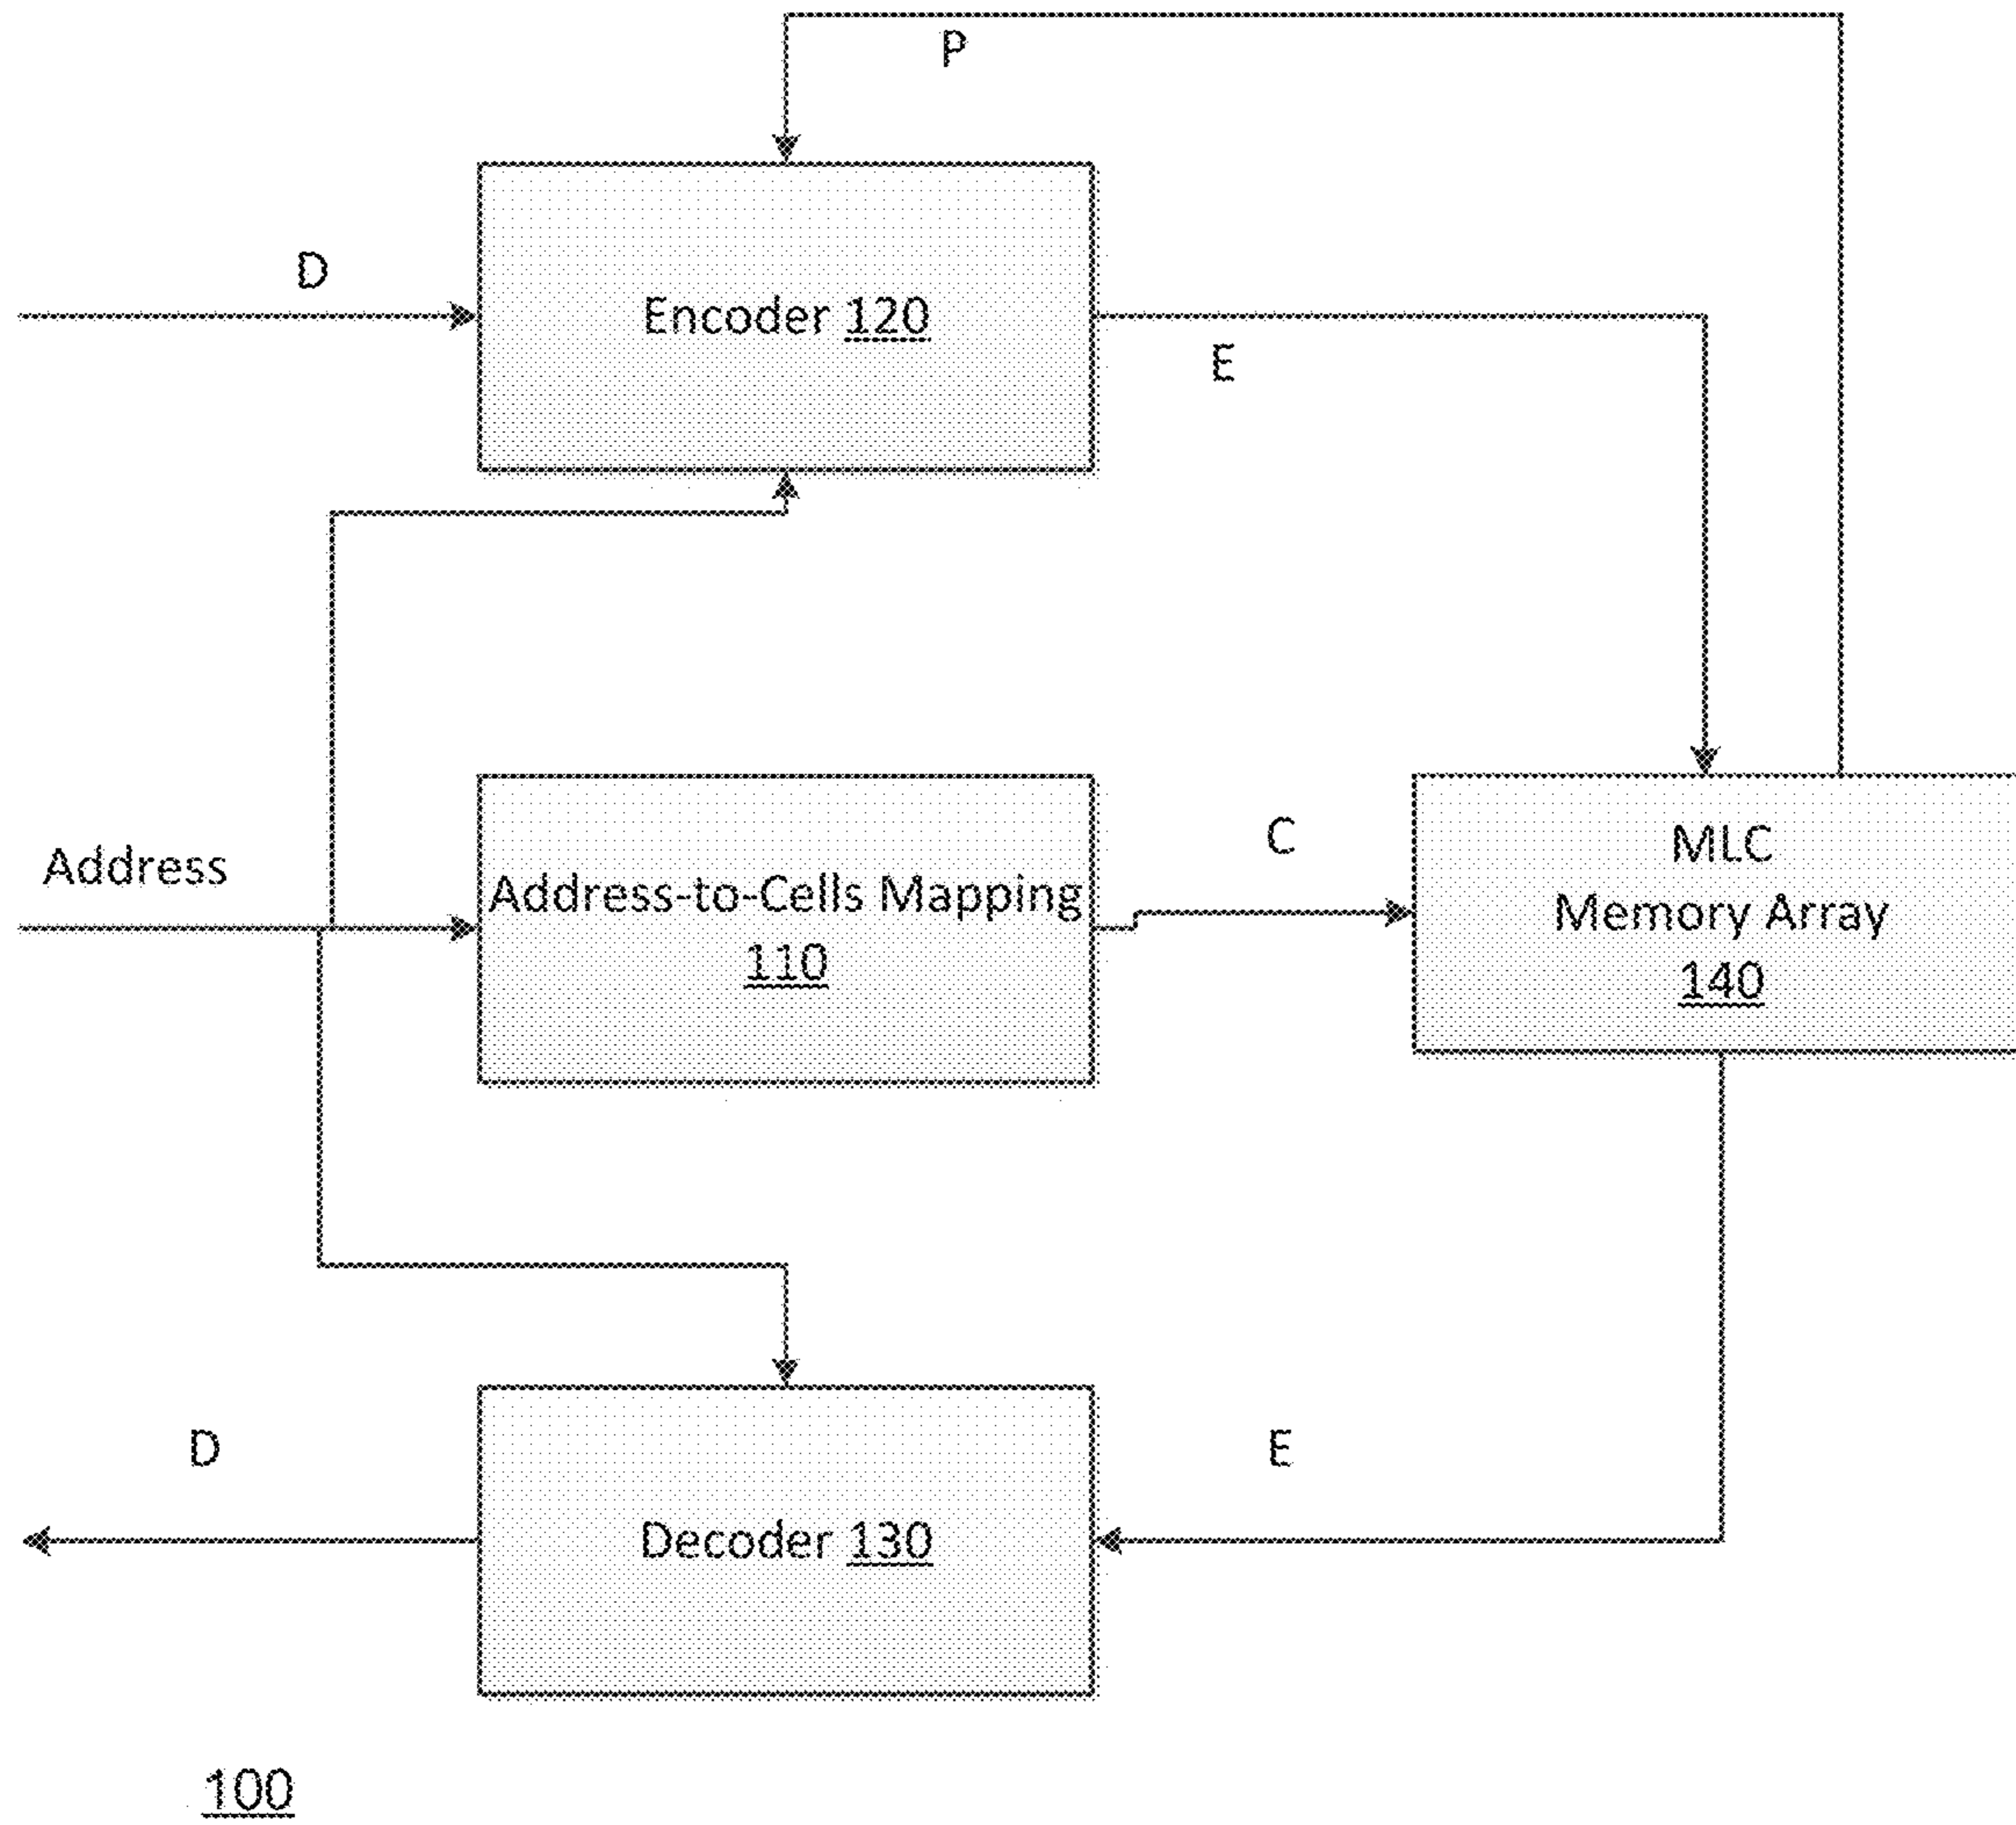 P
D
Encoder 120
E
Address
Address-to-Cells Mapping
110
C
MLC
Memory Array
140
D
Decoder 130
E
100